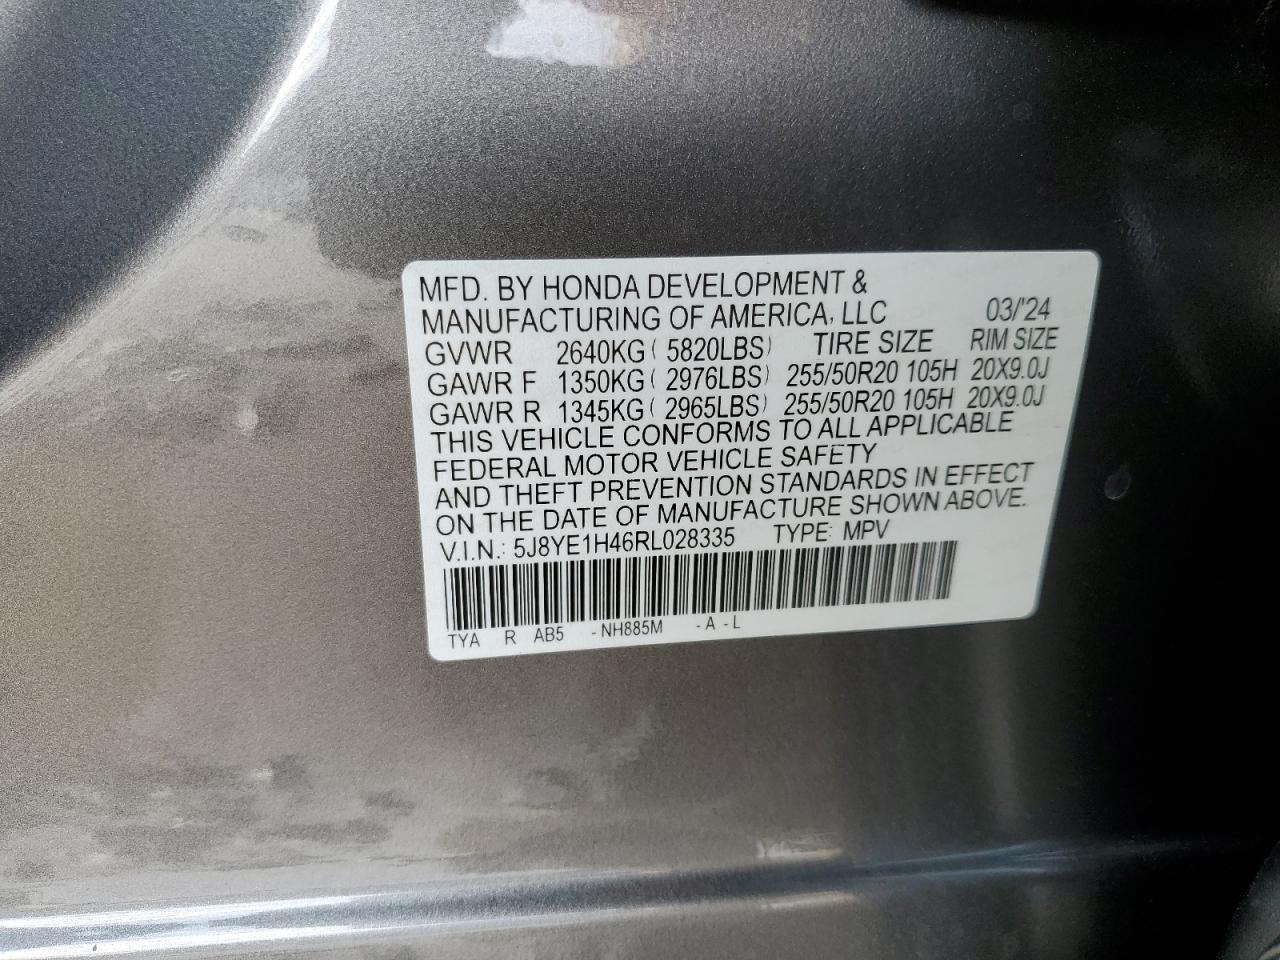 MFD. BY HONDA DEVELOPMENT &
MANUFACTURING OF AMERICA, LLC 03/'24
GVWR 2640KG ( 5820LBS) TIRE SIZE RIM SIZE
GAWR F 1350KG ( 2976LBS) 255/50R20 105H 20X9.0J
GAWR R 1345KG ( 2965LBS) 255/50R20 105H 20X9.0J
THIS VEHICLE CONFORMS TO ALL APPLICABLE
FEDERAL MOTOR VEHICLE SAFETY
AND THEFT PREVENTION STANDARDS IN EFFECT
ON THE DATE OF MANUFACTURE SHOWN ABOVE.
V.I.N.: 5J8YE1H46RL028335 TYPE: MPV
TYA R AB5 -NH885M -A-L